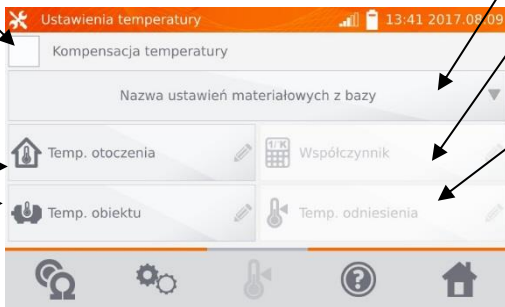 Ustawienia temperatury 13:41 2017.08.09
Kompensacja temperatury
Nazwa ustawień materiałowych z bazy
Temp. otoczenia
1/°K
Współczynnik
Temp. obiektu
Temp. odniesienia
?